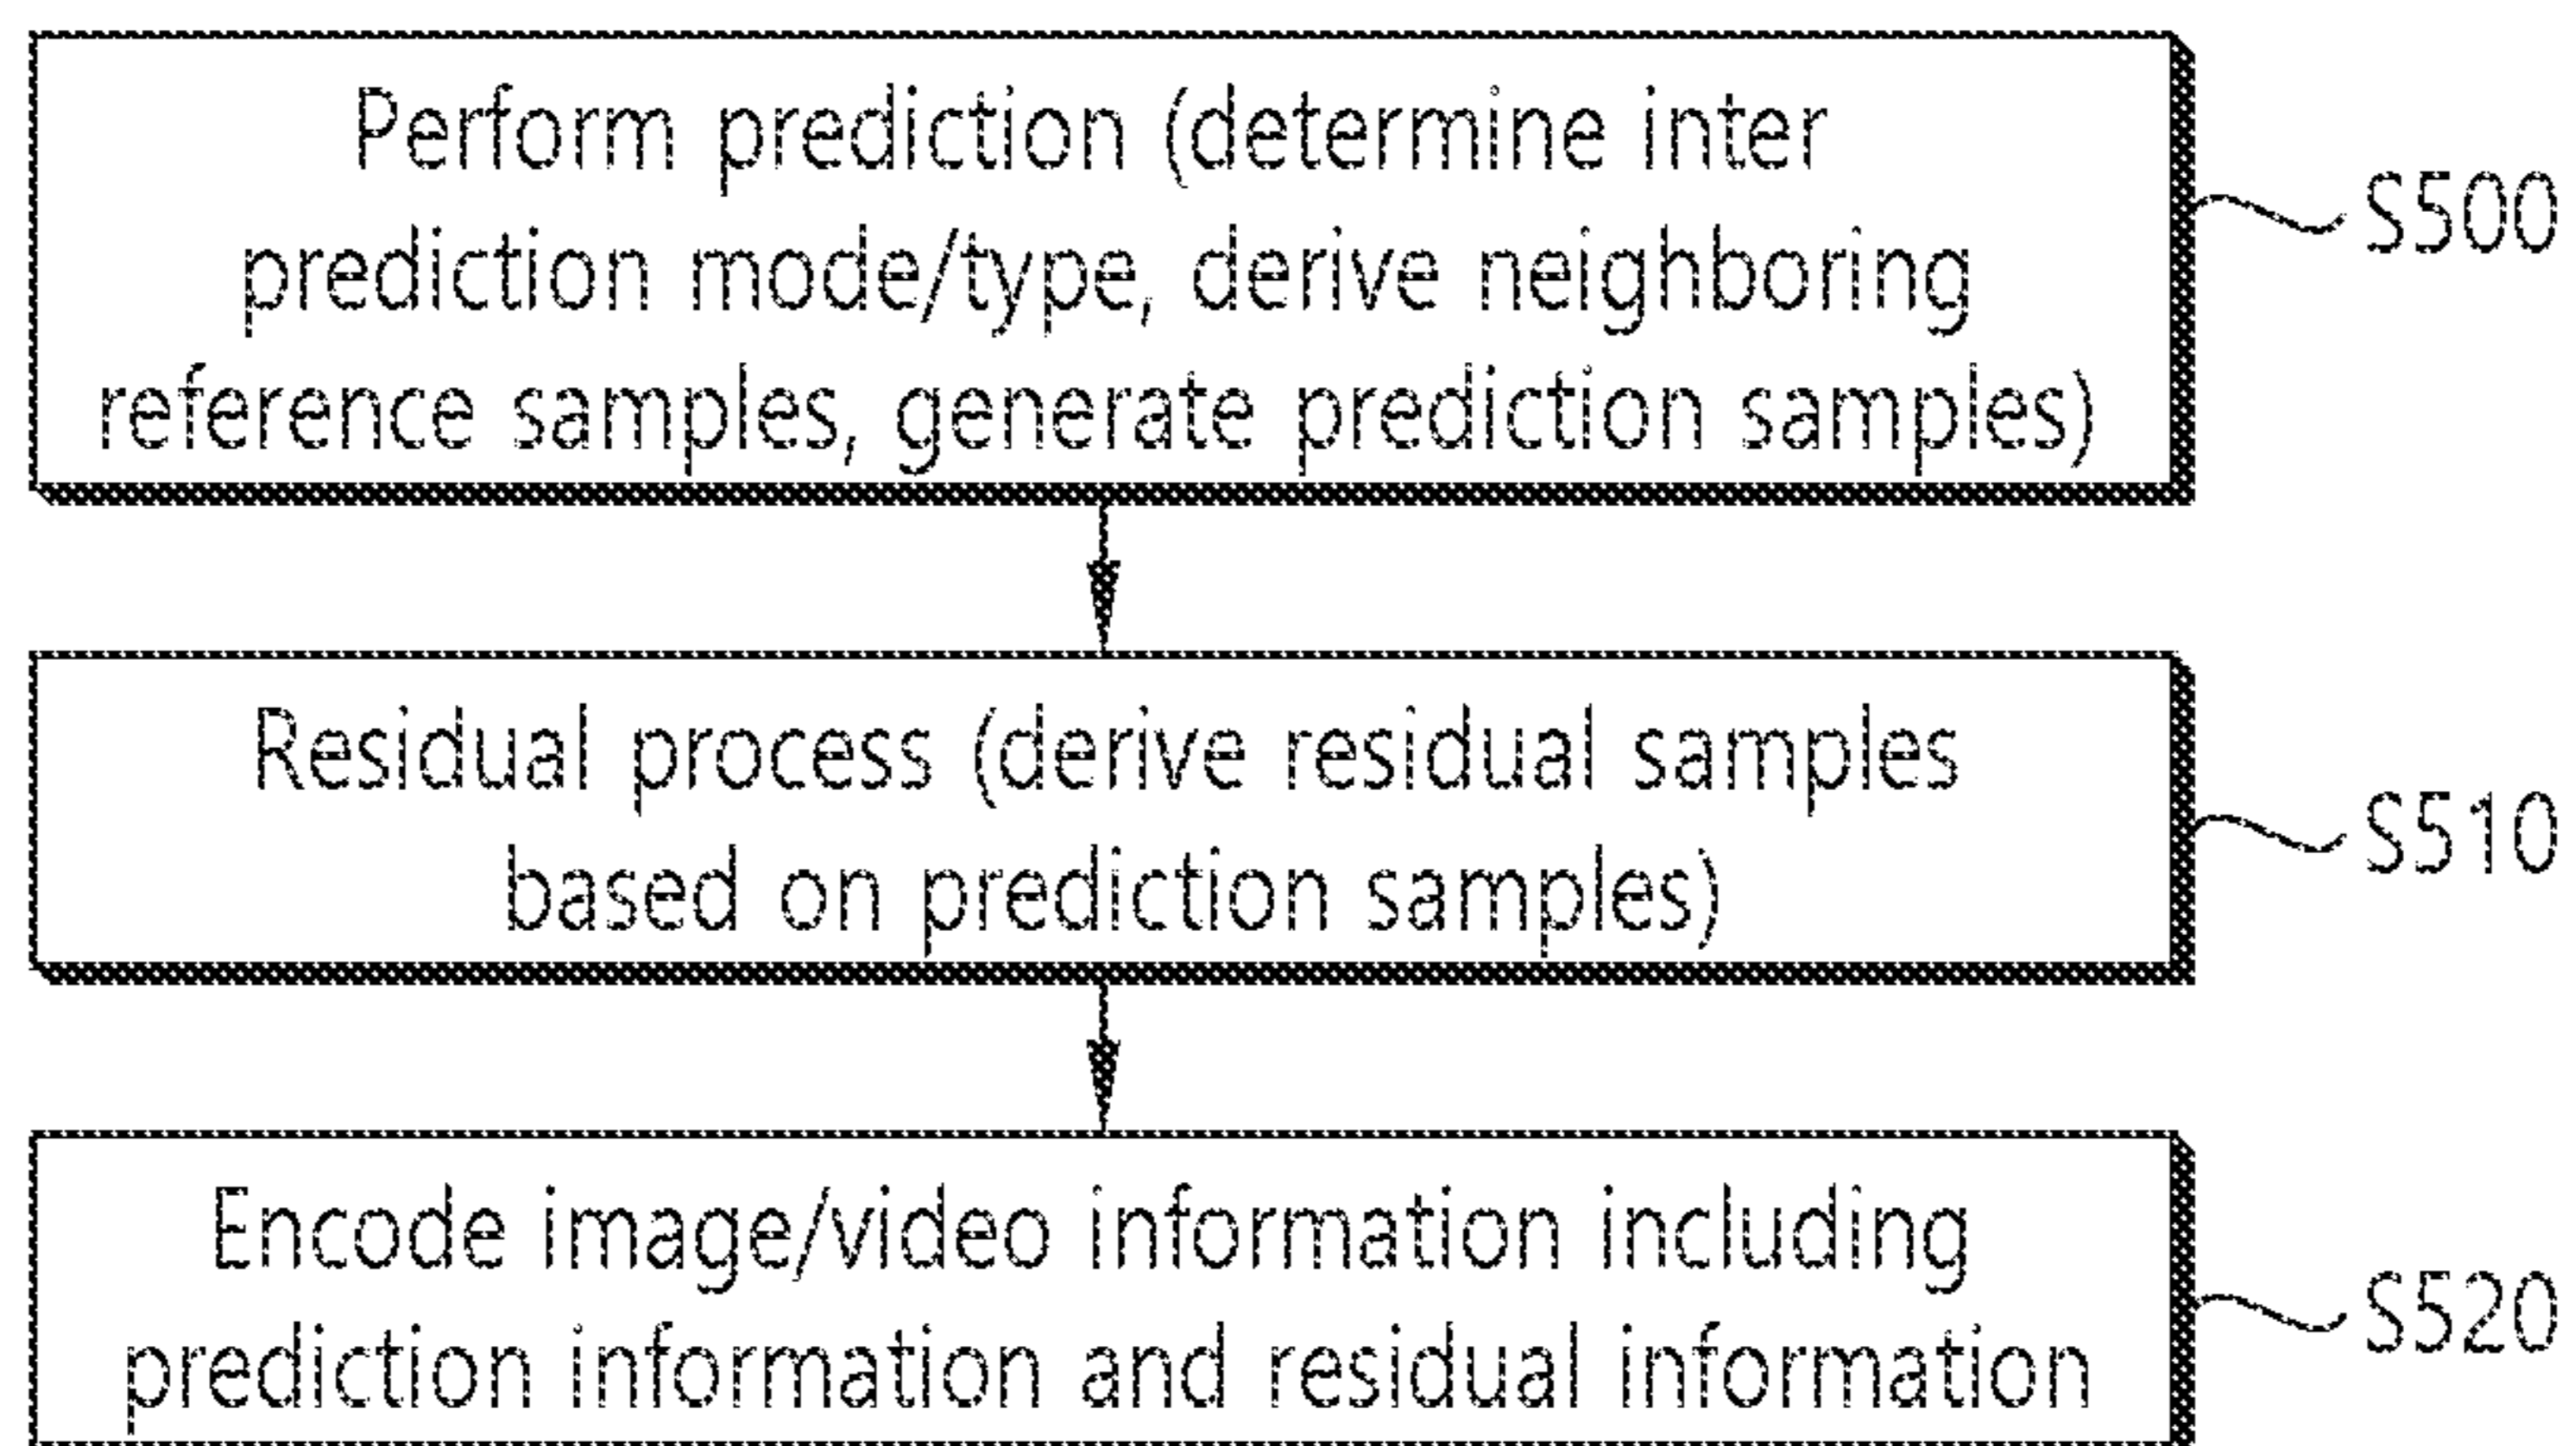 Perform prediction (determine inter
prediction mode/type, derive neighboring
reference samples, generate prediction samples)
S500
Residual process (derive residual samples
based on prediction samples)
S510
Encode image/video information including
prediction information and residual information
S520